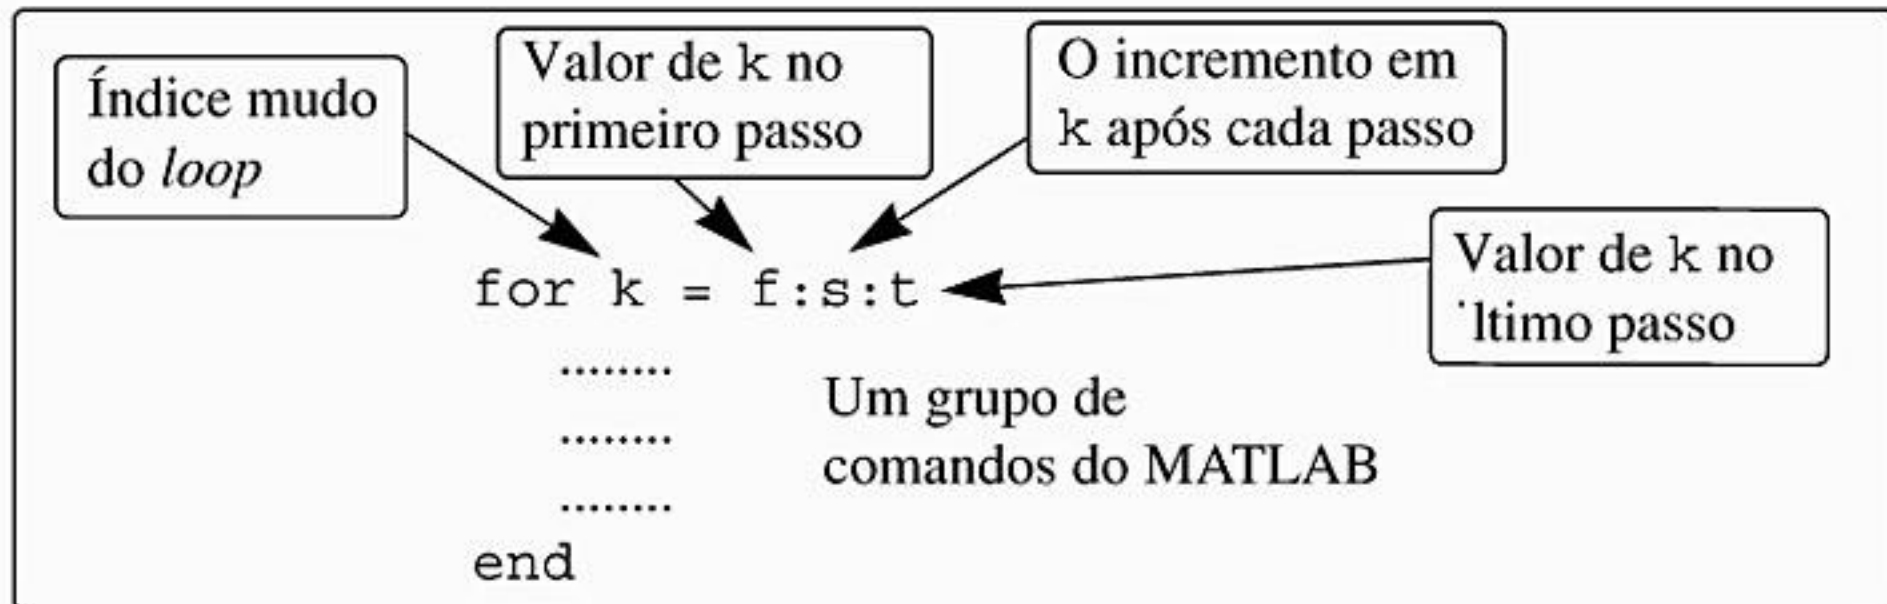 Índice mudo
do loop
Valor de k no
primeiro passo
O incremento em
k após cada passo
Valor de k no
˙ltimo passo
for k = f:s:t
........
........
........
Um grupo de
comandos do MATLAB
end